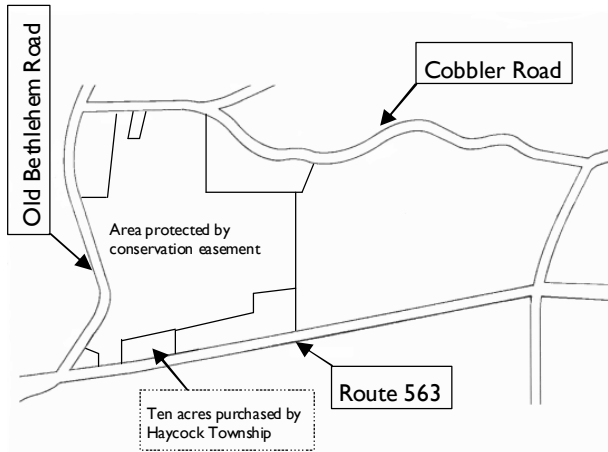 Cobbler Road
Old Bethlehem Road
Area protected by
conservation easement
Route 563
Ten acres purchased by
Haycock Township